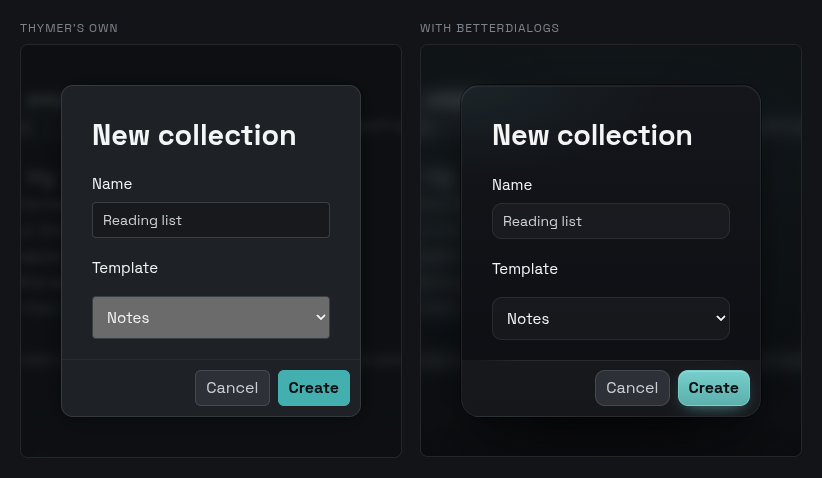 THYMER'S OWN
New collection
Name
Reading list
Template
Notes
Cancel
Create
WITH BETTERDIALOGS
New collection
Name
Reading list
Template
Notes
Cancel
Create